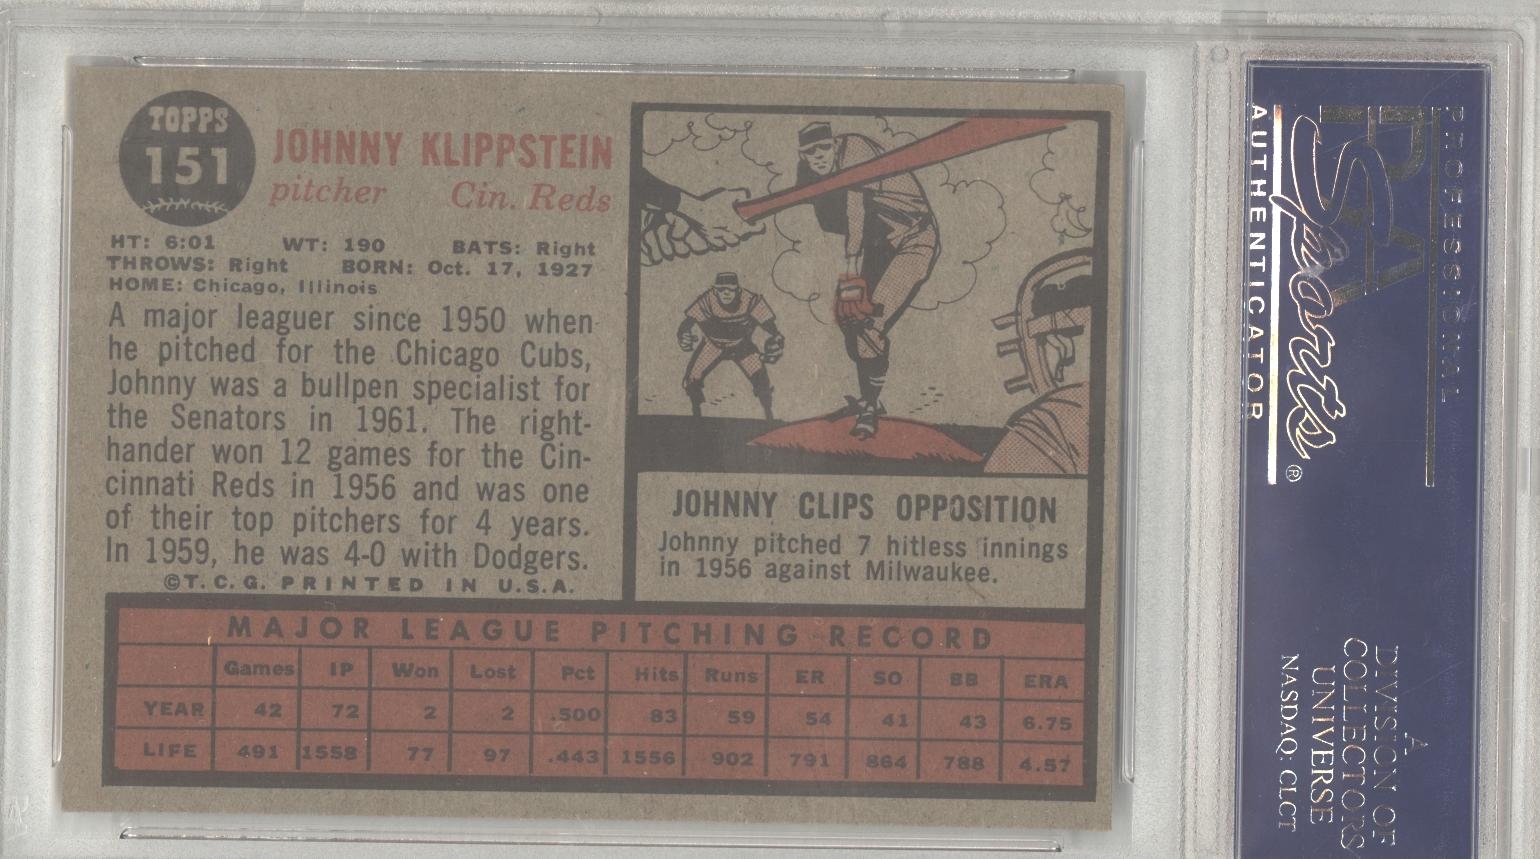 TOPPS
151
JOHNNY KLIPPSTEIN
pitcher Cin. Reds
HT: 6:01 WT: 190 BATS: Right
THROWS: Right BORN: Oct. 17, 1927
HOME: Chicago, Illinois
A major leaguer since 1950 when
he pitched for the Chicago Cubs,
Johnny was a bullpen specialist for
the Senators in 1961. The right-
hander won 12 games for the Cin-
cinnati Reds in 1956 and was one
of their top pitchers for 4 years.
In 1959, he was 4-0 with Dodgers.
©T.C.G. PRINTED IN U.S.A.
JOHNNY CLIPS OPPOSITION
Johnny pitched 7 hitless innings
in 1956 against Milwaukee.
MAJOR LEAGUE PITCHING RECORD
Games IP Won Lost Pct Hits Runs ER SO BB ERA
YEAR 42 72 2 2 .500 83 59 54 41 43 6.75
LIFE 491 1558 77 97 .443 1556 902 791 864 788 4.57
PROFESSIONAL
PSA
Sports®
AUTHENTICATOR
A
DIVISION OF
COLLECTORS
UNIVERSE
NASDAQ: CLCT